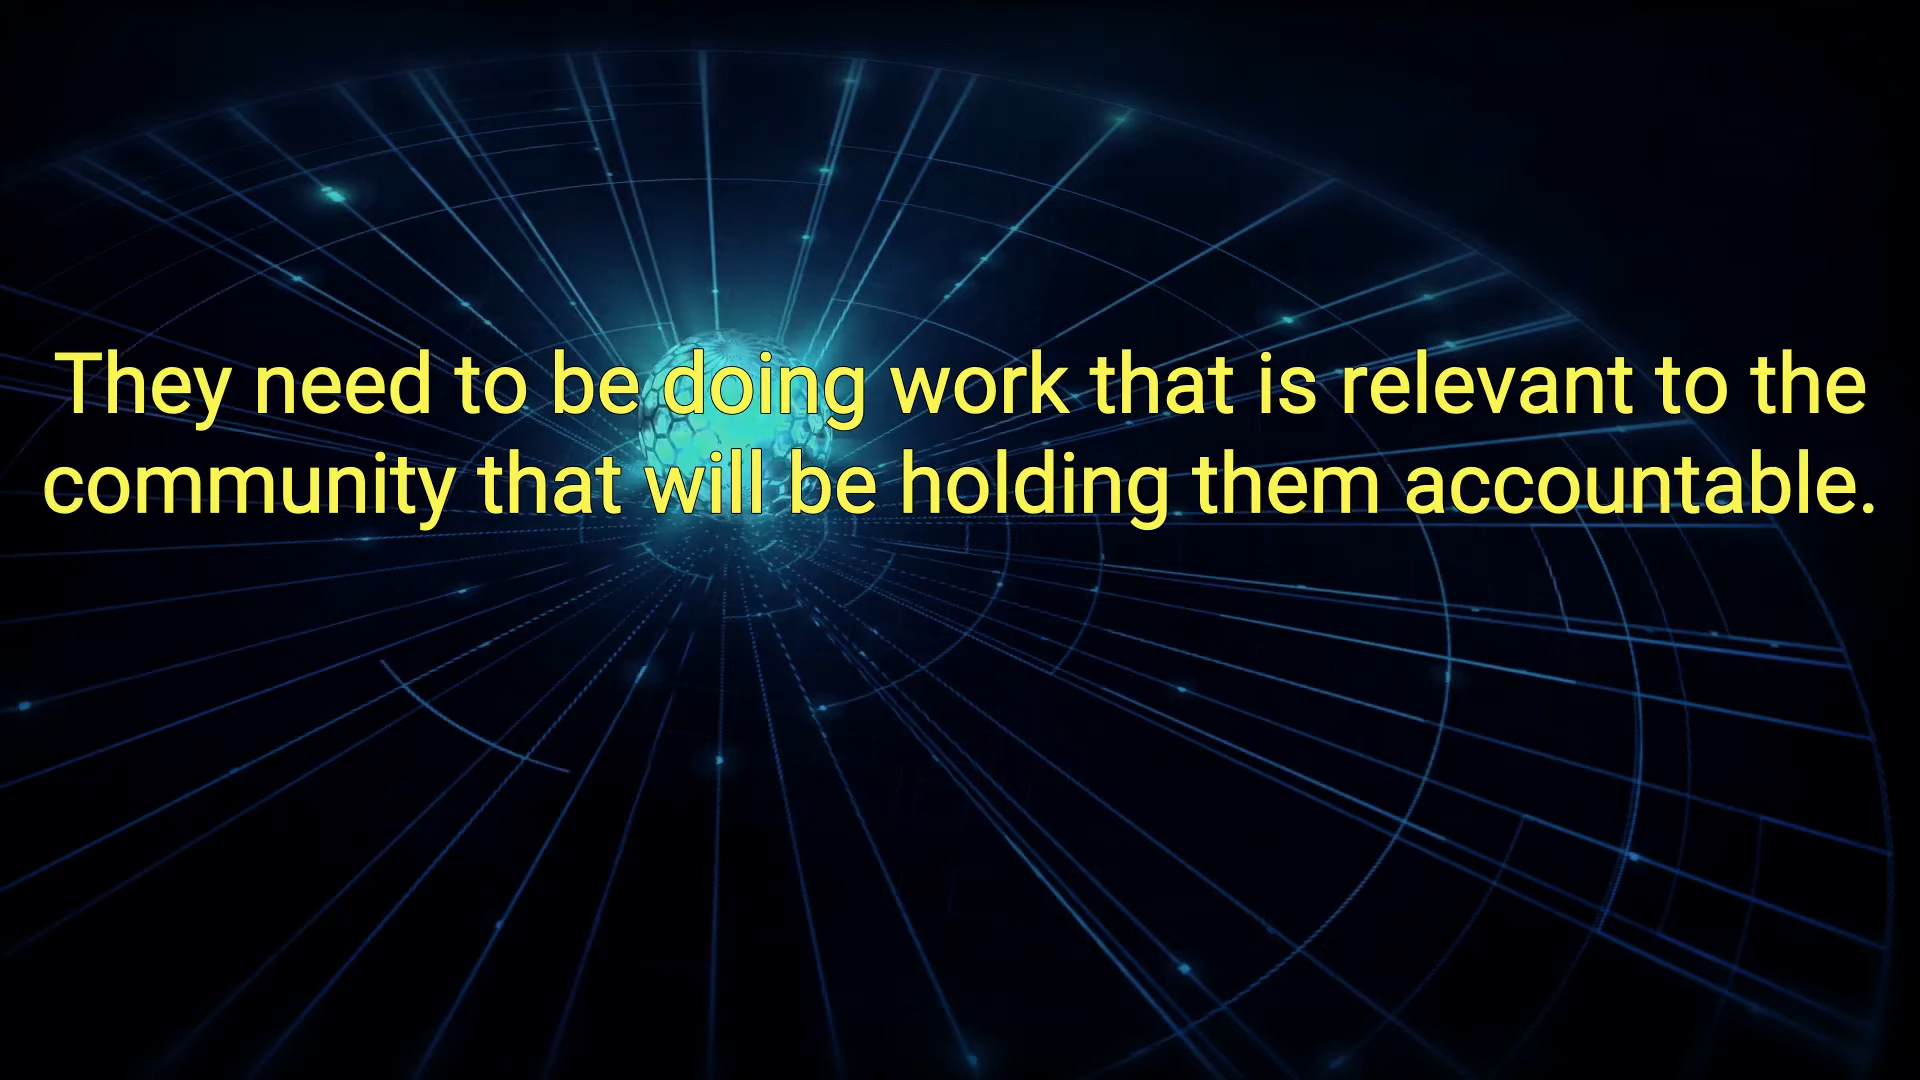 They need to be doing work that is relevant to the
community that will be holding them accountable.